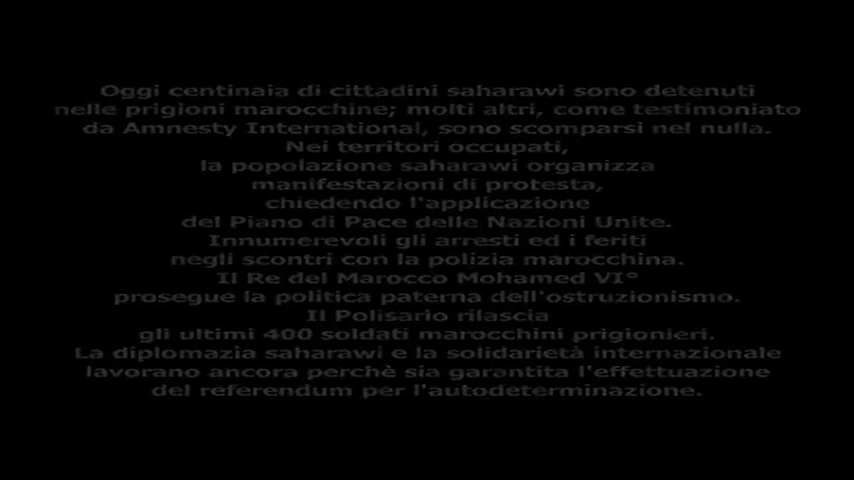 Oggi centinaia di cittadini saharawi sono detenuti
nelle prigioni marocchine; molti altri, come testimoniato
da Amnesty International, sono scomparsi nel nulla.
Nei territori occupati,
la popolazione saharawi organizza
manifestazioni di protesta,
chiedendo l'applicazione
del Piano di Pace delle Nazioni Unite.
Innumerevoli gli arresti ed i feriti
negli scontri con la polizia marocchina.
Il Re del Marocco Mohamed VI°
prosegue la politica paterna dell'ostruzionismo.
Il Polisario rilascia
gli ultimi 400 soldati marocchini prigionieri.
La diplomazia saharawi e la solidarietà internazionale
lavorano ancora perchè sia garantita l'effettuazione
del referendum per l'autodeterminazione.